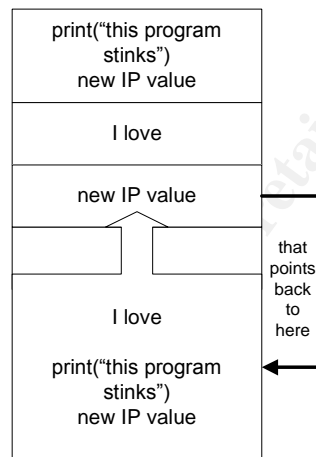 print(“this program
stinks”)
new IP value
I love
new IP value
that
points
back
to
here
I love
print(“this program
stinks”)
new IP value